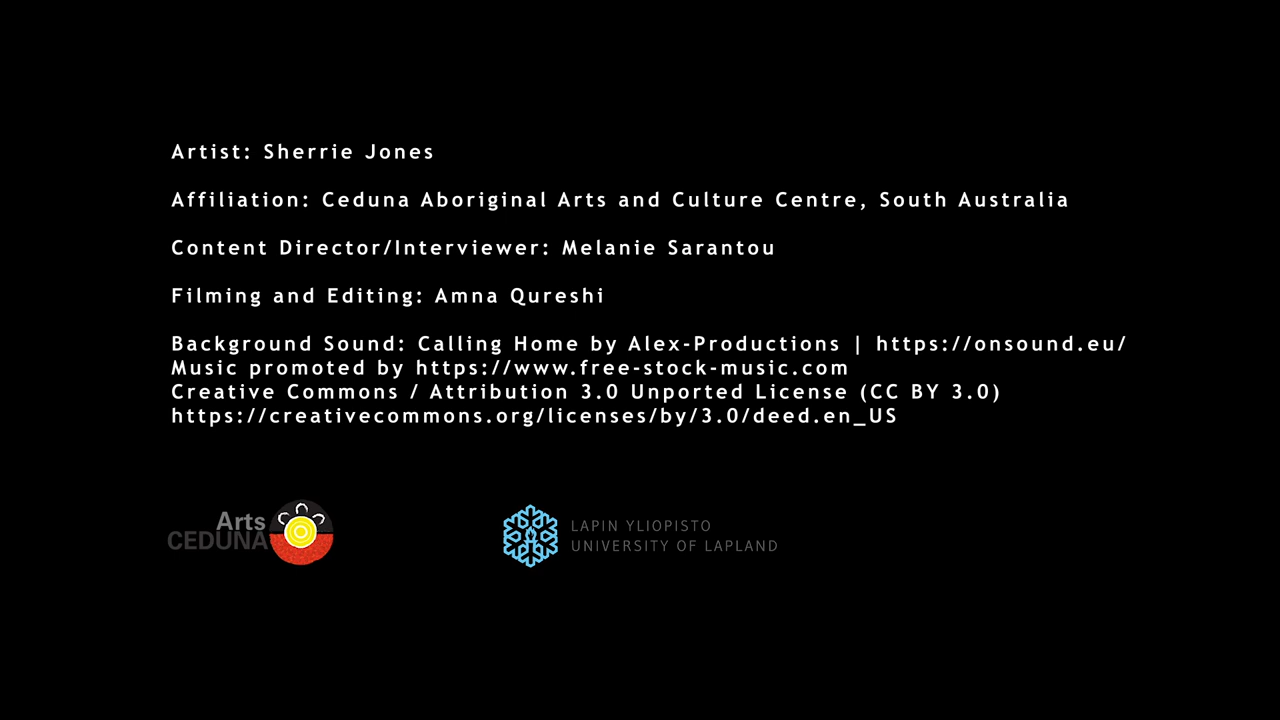 Artist: Sherrie Jones
Affiliation: Ceduna Aboriginal Arts and Culture Centre, South Australia
Content Director/Interviewer: Melanie Sarantou
Filming and Editing: Amna Qureshi
Background Sound: Calling Home by Alex-Productions | https://onsound.eu/
Music promoted by https://www.free-stock-music.com
Creative Commons / Attribution 3.0 Unported License (CC BY 3.0)
https://creativecommons.org/licenses/by/3.0/deed.en_US
Arts
CEDUNA
LAPIN YLIOPISTO
UNIVERSITY OF LAPLAND